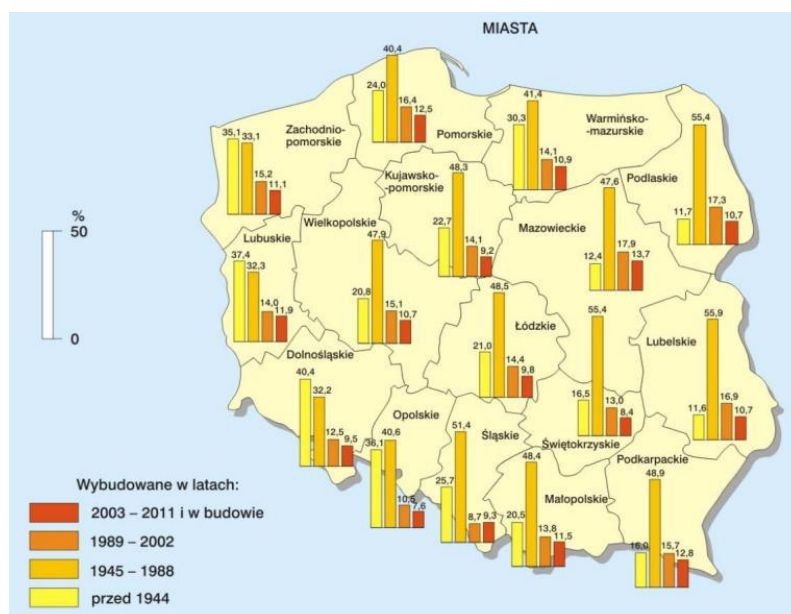 MIASTA
40,4
24,0
16,4
12,5
Pomorskie
41,4
30,3
14,1
10,9
Warmińsko-
-mazurskie
55,4
11,7
17,3
10,7
Podlaskie
35,1
33,1
15,2
11,1
Zachodnio-
pomorskie
Kujawsko-
-pomorskie
48,3
22,7
14,1
9,2
47,6
12,4
17,9
13,7
Mazowieckie
%
50
0
Lubuskie
37,4
32,3
14,0
11,9
Wielkopolskie
47,9
20,8
15,1
10,7
48,5
21,0
14,4
9,8
Łódzkie
55,4
16,5
13,0
8,4
Świętokrzyskie
55,9
11,6
16,9
10,7
Lubelskie
Dolnośląskie
40,4
32,2
12,5
9,5
Opolskie
36,1
40,6
10,5
7,6
51,4
25,7
8,7
9,3
Śląskie
48,4
20,5
13,8
11,5
Małopolskie
Podkarpackie
48,9
16,0
15,7
12,8
Wybudowane w latach:
2003 – 2011 i w budowie
1989 – 2002
1945 – 1988
przed 1944